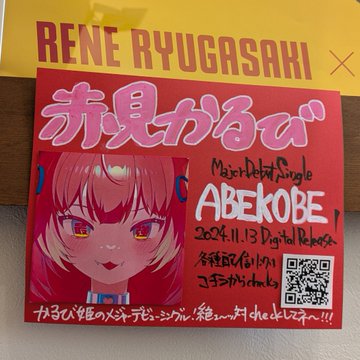 RENE RYUGASAKI ×
赤見かるび
Major Debut Single
ABEKOBE!
2024.11.13 Digital Release!
各種配信リンク
コチラからcheck♪
かるび姫のメジャーデビューシングル!絶〜〜対checkしてネ〜!!!